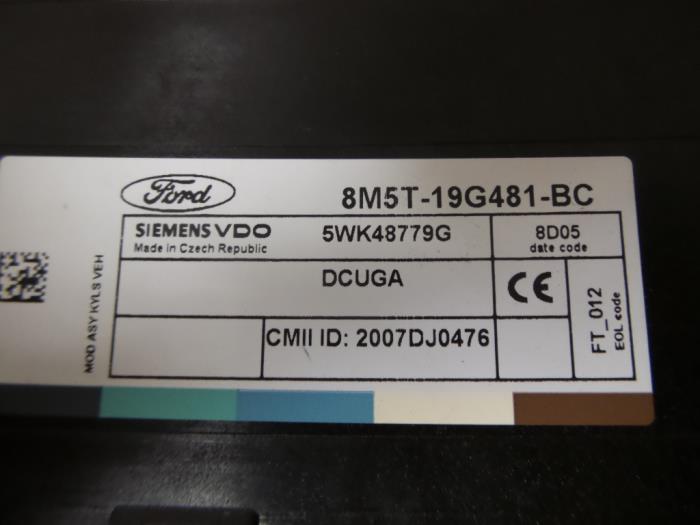 Ford
8M5T-19G481-BC
SIEMENS VDO
Made in Czech Republic
5WK48779G
8D05
date code
DCUGA
CE
FT_012
EOL code
CMII ID: 2007DJ0476
MOD ASY KYLS VEH